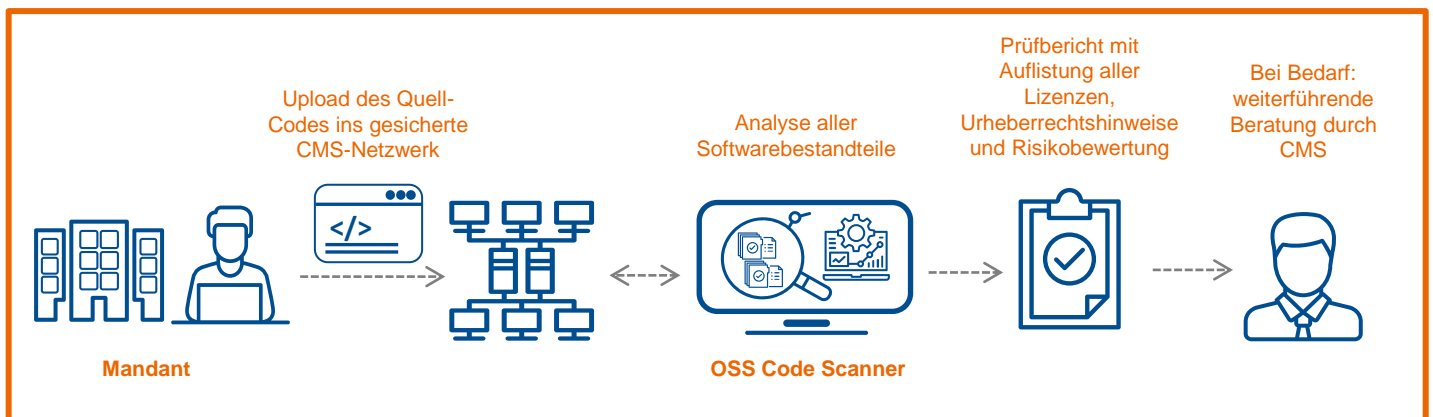 Upload des Quell-
Codes ins gesicherte
CMS-Netzwerk
</>
Analyse aller
Softwarebestandteile
Prüfbericht mit
Auflistung aller
Lizenzen,
Urheberrechtshinweise
und Risikobewertung
Bei Bedarf:
weiterführende
Beratung durch
CMS
Mandant
OSS Code Scanner